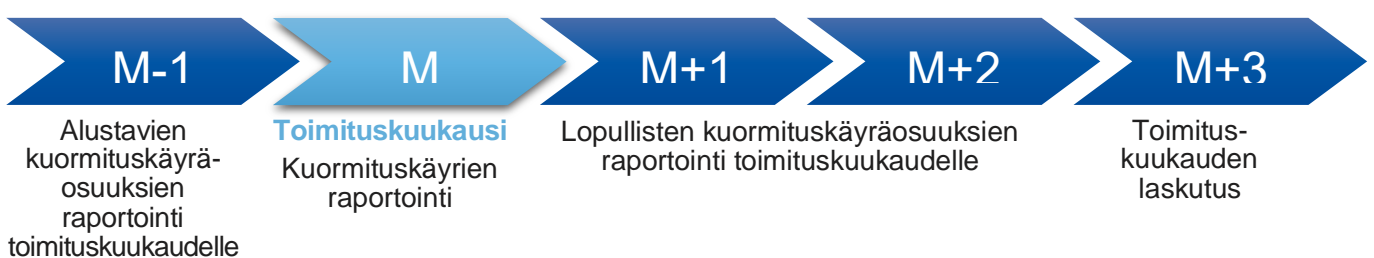 M-1
M
M+1
M+2
M+3
Alustavien
kuormituskäyrä-
osuuksien
raportointi
toimituskuukaudelle
Toimituskuukausi
Kuormituskäyrien
raportointi
Lopullisten kuormituskäyräosuuksien
raportointi toimituskuukaudelle
Toimitus-
kuukauden
laskutus